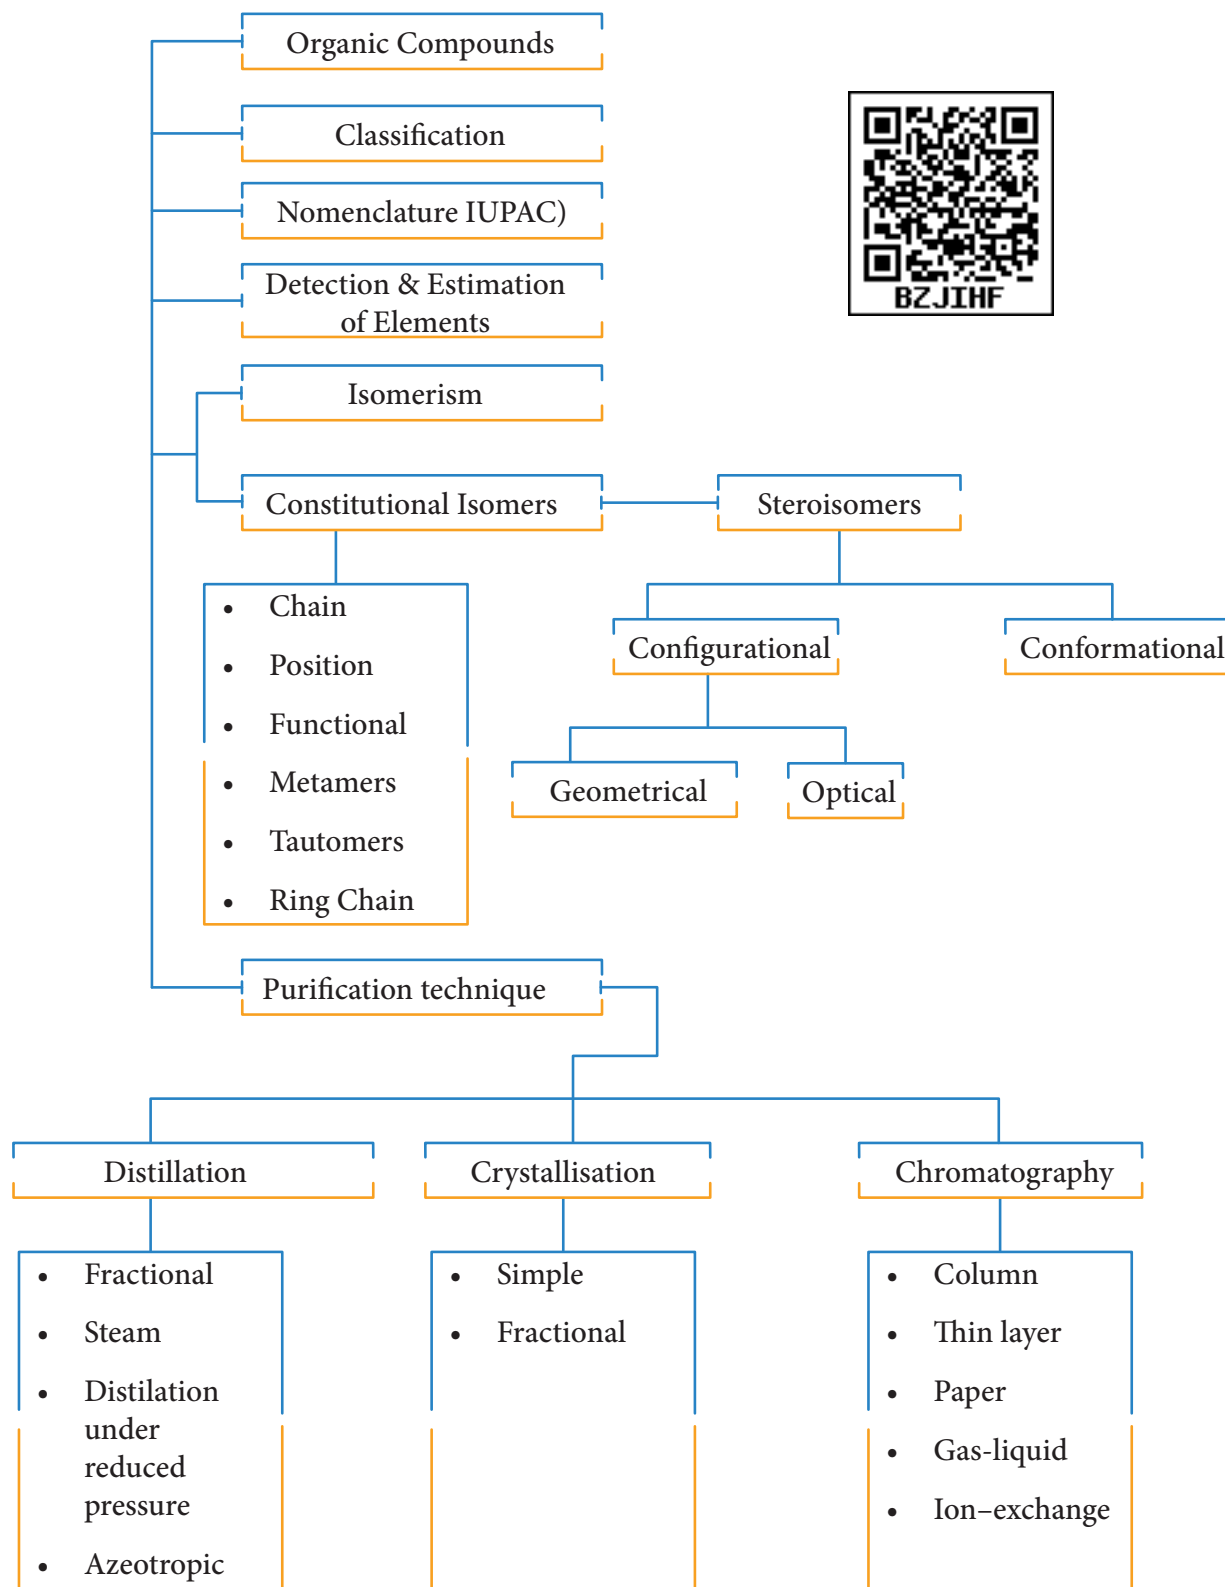 Organic Compounds
Classification
Nomenclature IUPAC)
Detection & Estimation
of Elements
BZJIHF
Isomerism
Constitutional Isomers
Steroisomers
• Chain
• Position
• Functional
• Metamers
• Tautomers
• Ring Chain
Configurational
Conformational
Geometrical
Optical
Purification technique
Distillation
Crystallisation
Chromatography
• Fractional
• Steam
• Distilation
under
reduced
pressure
• Azeotropic
• Simple
• Fractional
• Column
• Thin layer
• Paper
• Gas-liquid
• Ion–exchange